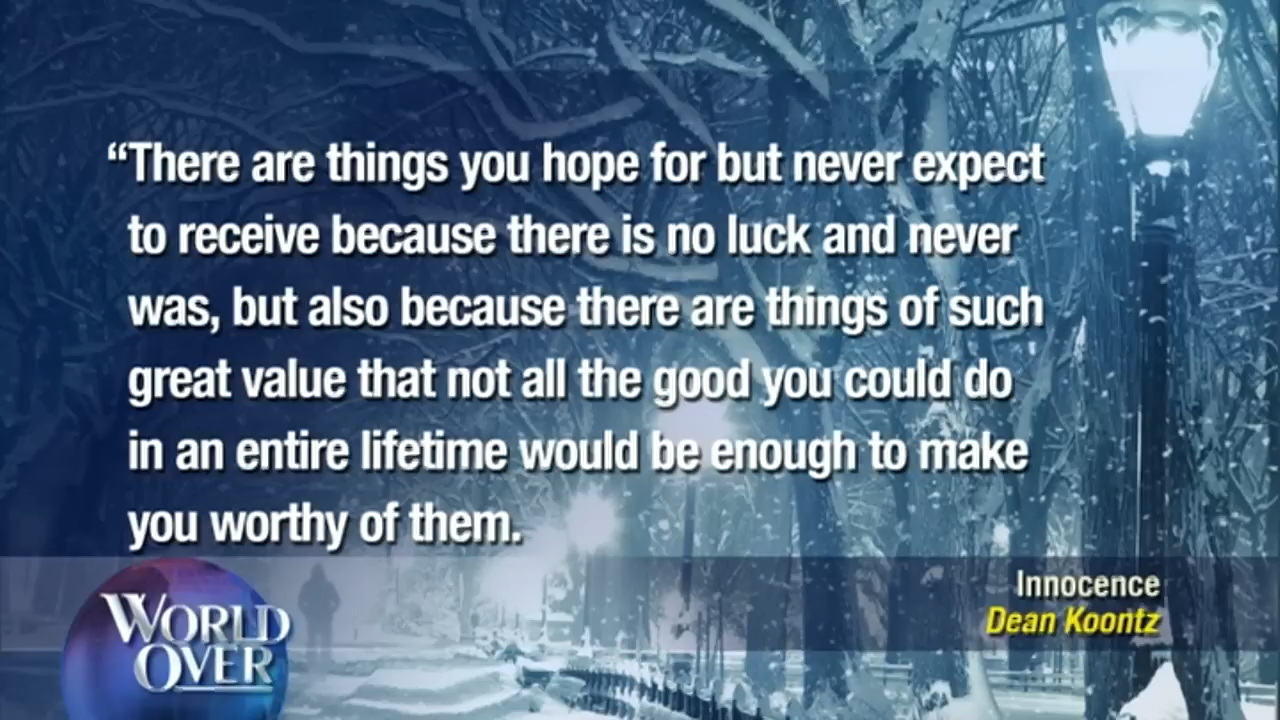 “There are things you hope for but never expect
to receive because there is no luck and never
was, but also because there are things of such
great value that not all the good you could do
in an entire lifetime would be enough to make
you worthy of them.
Innocence
Dean Koontz
WORLD
OVER